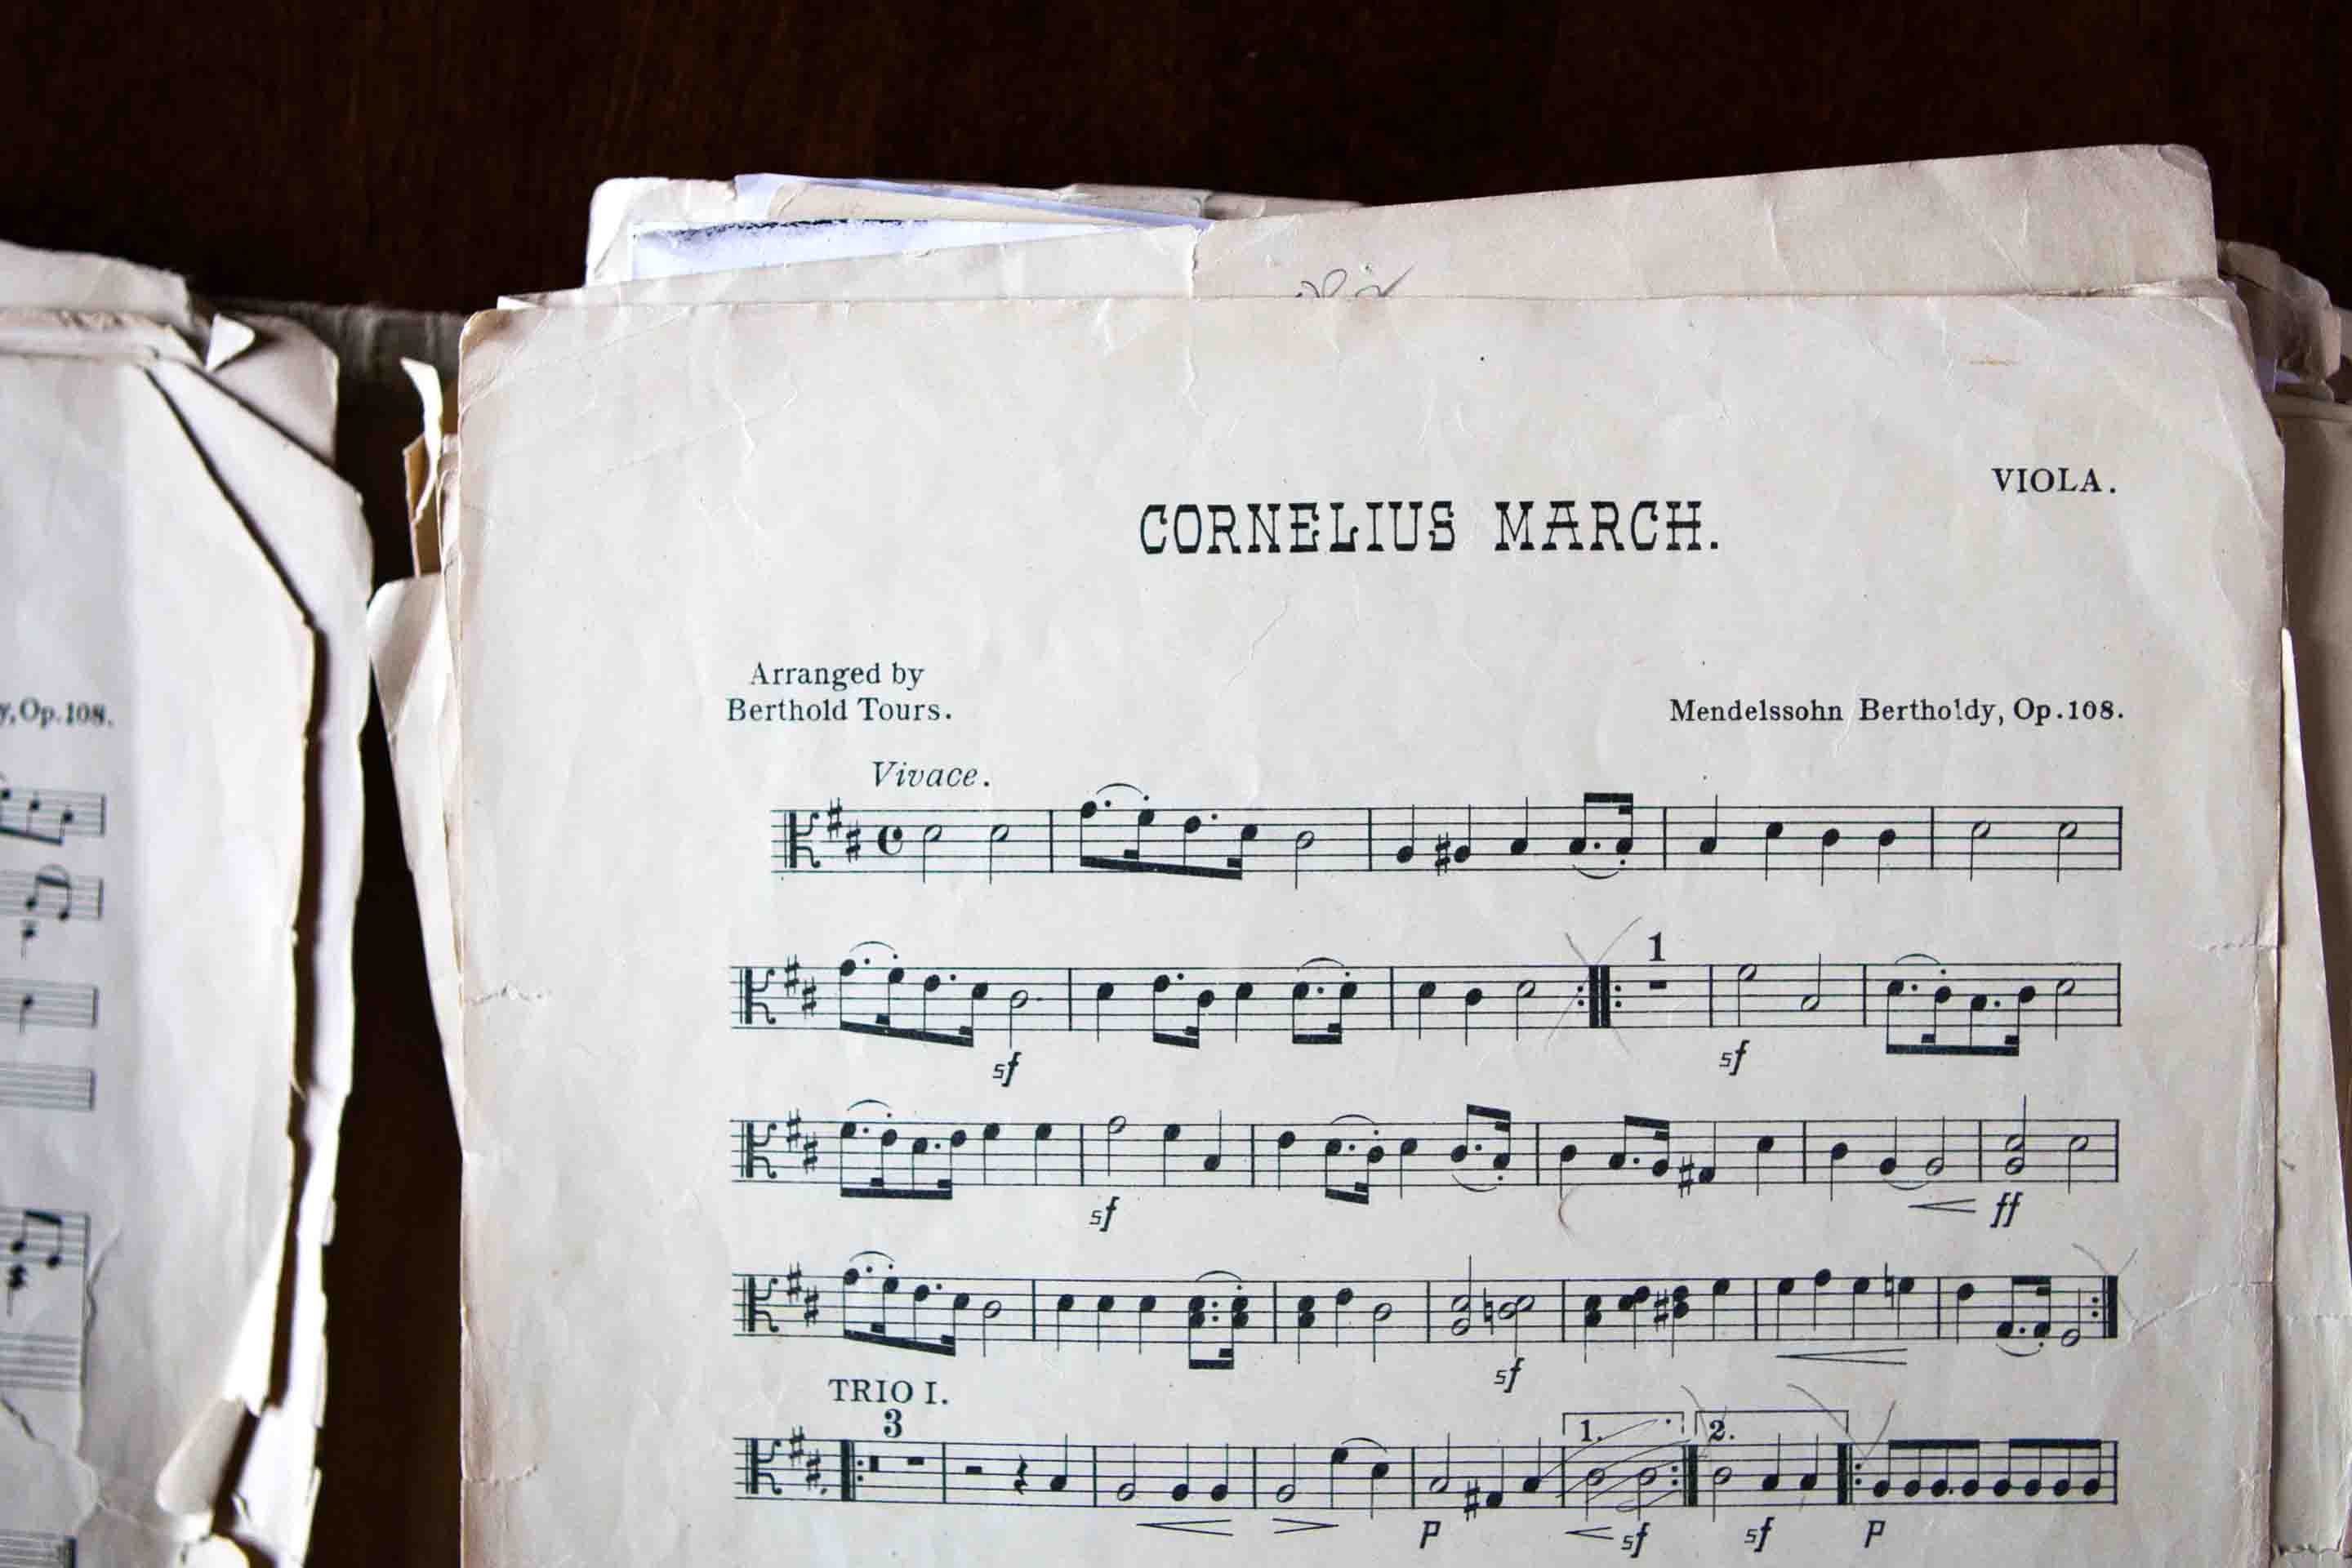 VIOLA.
CORNELIUS MARCH.
Arranged by
Berthold Tours.
Mendelssohn Bertholdy, Op.108.
y, Op.108.
Vivace.
1
sf
sf
sf
ff
sf
TRIO I.
3
1.
2.
p
sf
sf
p